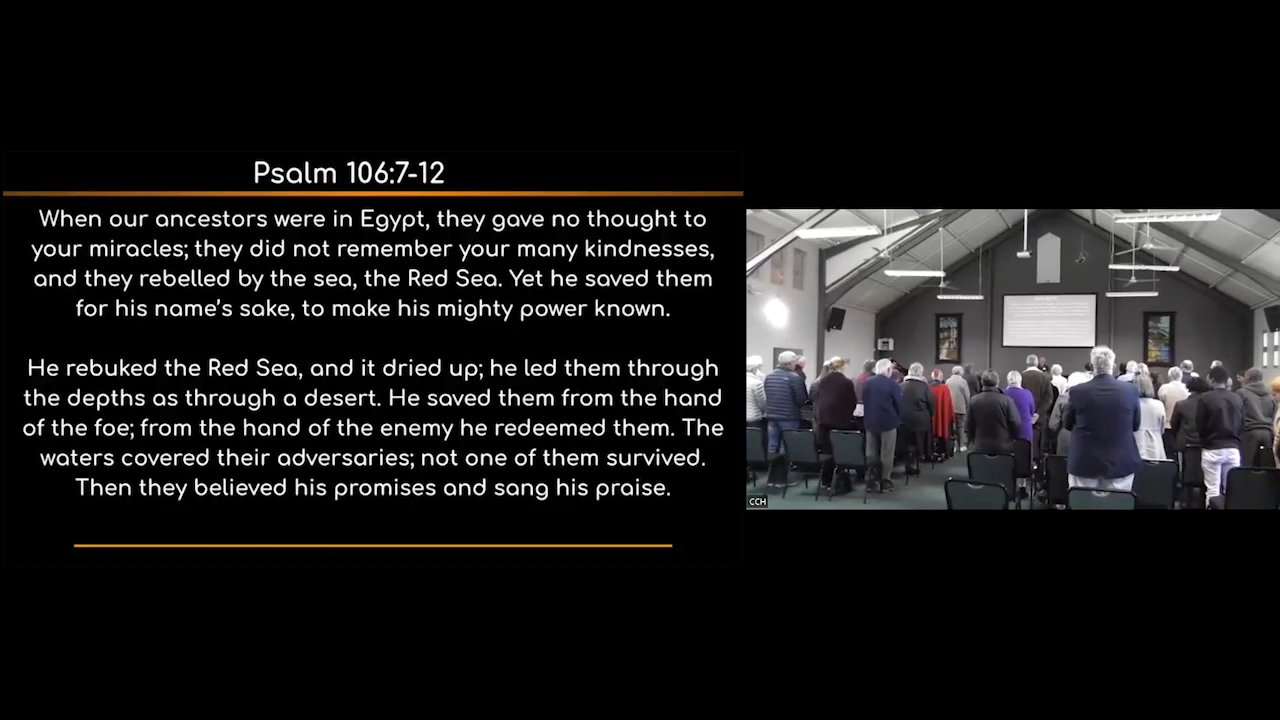 Psalm 106:7-12
When our ancestors were in Egypt, they gave no thought to
your miracles; they did not remember your many kindnesses,
and they rebelled by the sea, the Red Sea. Yet he saved them
for his name's sake, to make his mighty power known.
He rebuked the Red Sea, and it dried up; he led them through
the depths as through a desert. He saved them from the hand
of the foe; from the hand of the enemy he redeemed them. The
waters covered their adversaries; not one of them survived.
Then they believed his promises and sang his praise.
CCH